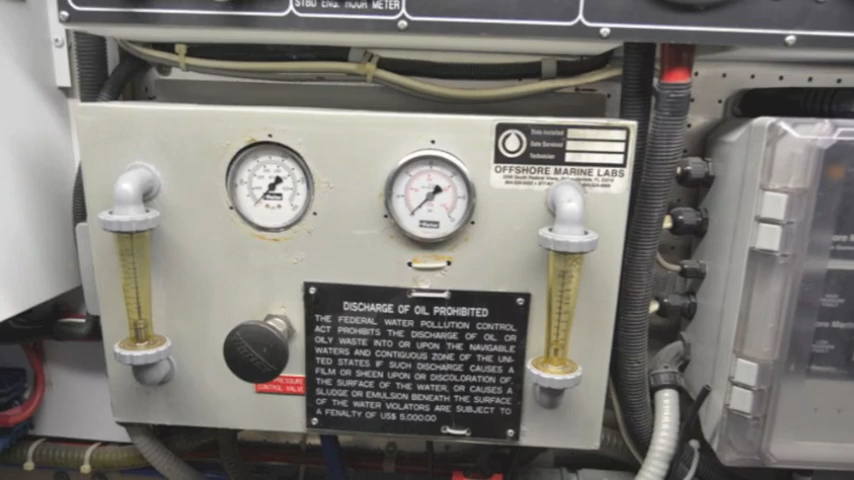 STBD ENG. HOUR METER
Date Installed
Date Serviced
Technician
OFFSHORE MARINE LABS
DISCHARGE OF OIL PROHIBITED
THE FEDERAL WATER POLLUTION CONTROL
ACT PROHIBITS THE DISCHARGE OF OIL OR
OILY WASTE INTO OR UPON THE NAVIGABLE
WATERS AND CONTIGUOUS ZONE OF THE UNI-
TED STATES IF SUCH DISCHARGE CAUSES A
FILM OR SHEEN UPON OR DISCOLORATION OF,
THE SURFACE OF THE WATER, OR CAUSES A
SLUDGE OR EMULSION BENEATH THE SURFACE
OF THE WATER VIOLATORS ARE SUBJECT TO
A FENALTY OF US$ 5,000.00
PRESSURE
CONTROL VALVE